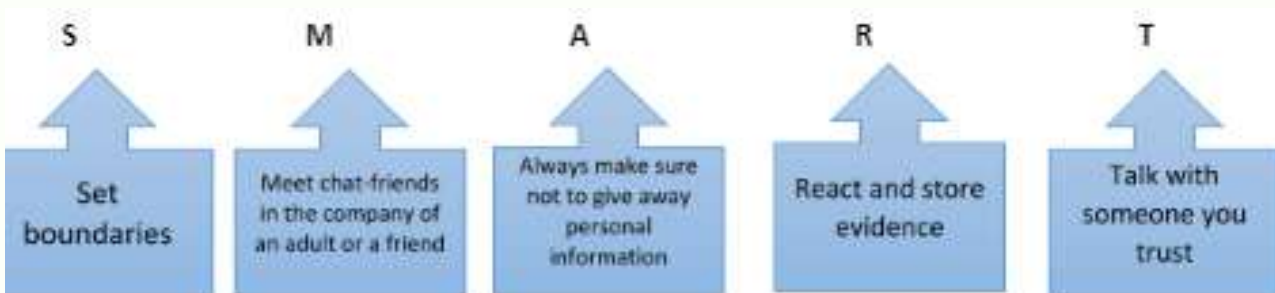 S M A R T
Set
boundaries
Meet chat-friends
in the company of
an adult or a friend
Always make sure
not to give away
personal
information
React and store
evidence
Talk with
someone you
trust